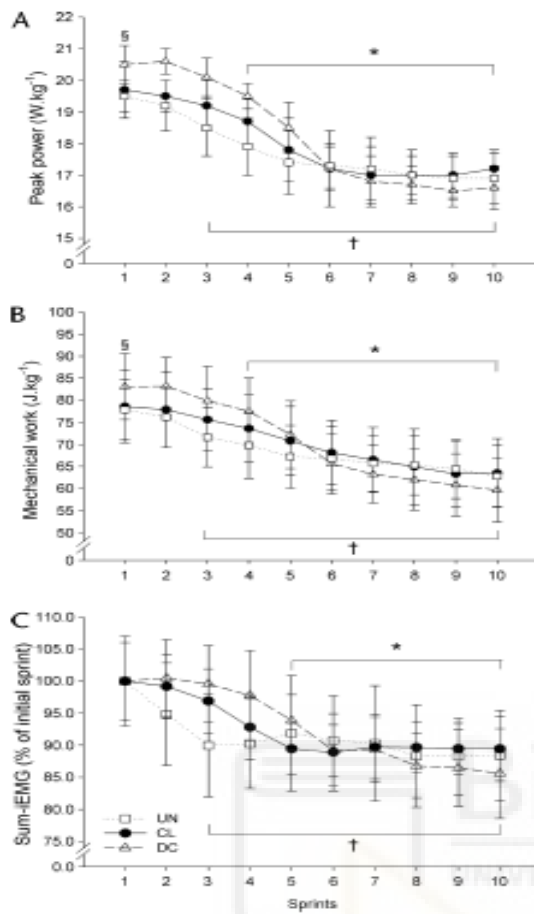 A
§
*
22
21
20
19
18
17
16
15
0
Peak power (W.kg⁻¹)
†
1 2 3 4 5 6 7 8 9 10
B
§
*
100
95
90
85
80
75
70
65
60
55
50
0
Mechanical work (J.kg⁻¹)
†
1 2 3 4 5 6 7 8 9 10
C
*
110.0
105.0
100.0
95.0
90.0
85.0
80.0
75.0
0.0
Sum-iEMG (% of initial sprint)
UN
CL
DC
†
1 2 3 4 5 6 7 8 9 10
Sprints